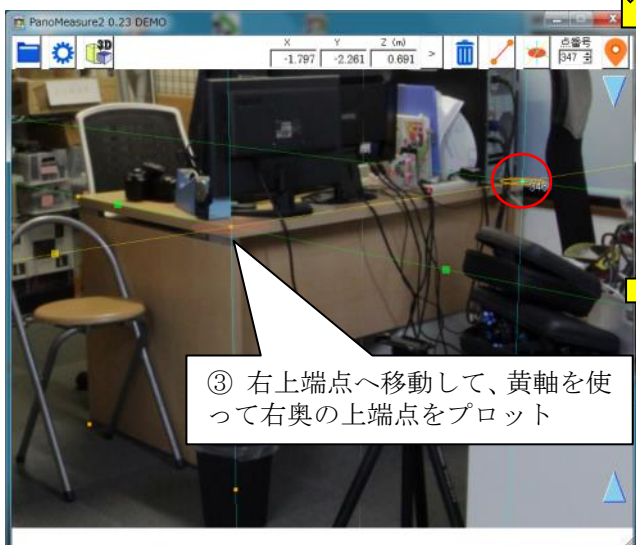 PanoMeasure2 0.23 DEMO
X Y Z (m)
3D -1.797 -2.261 0.691 > 点番号 347
348
③ 右上端点へ移動して、黄軸を使
って右奥の上端点をプロット